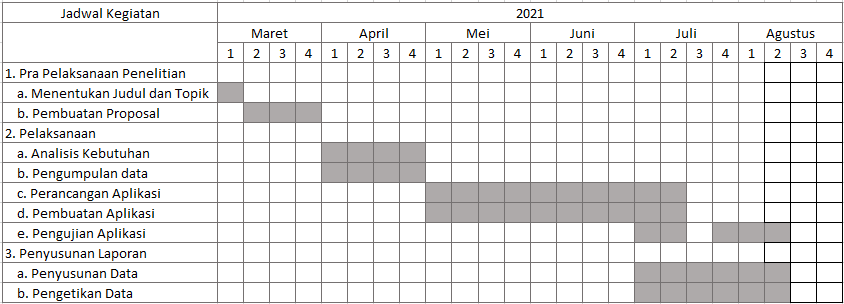 Jadwal Kegiatan 2021
Maret April Mei Juni Juli Agustus
1 2 3 4 1 2 3 4 1 2 3 4 1 2 3 4 1 2 3 4 1 2 3 4
1. Pra Pelaksanaan Penelitian
a. Menentukan Judul dan Topik
b. Pembuatan Proposal
2. Pelaksanaan
a. Analisis Kebutuhan
b. Pengumpulan data
c. Perancangan Aplikasi
d. Pembuatan Aplikasi
e. Pengujian Aplikasi
3. Penyusunan Laporan
a. Penyusunan Data
b. Pengetikan Data